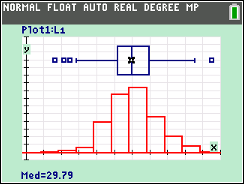 NORMAL FLOAT AUTO REAL DEGREE MP
Plot1:L1
y
x
Med=29.79